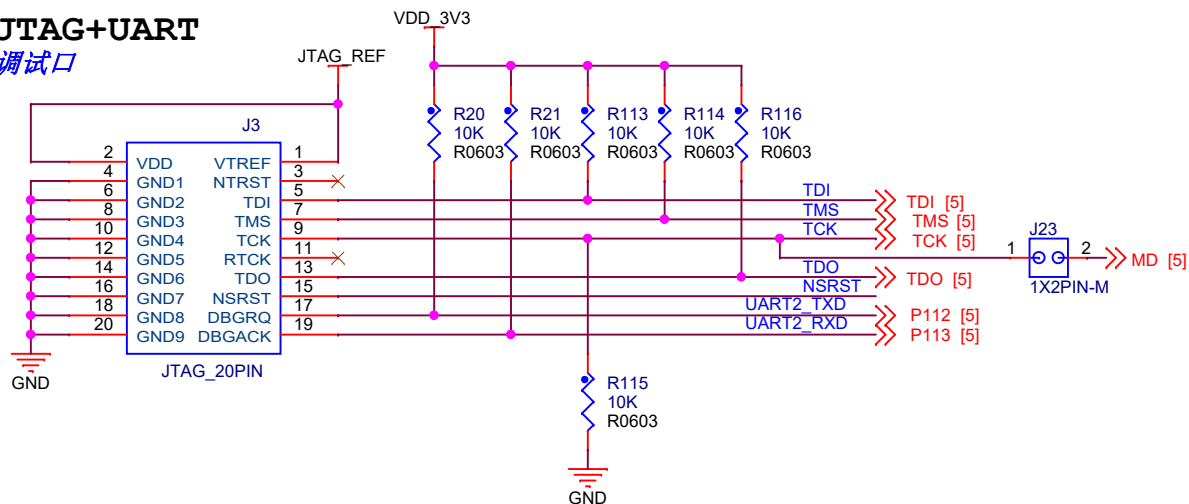 JTAG+UART
调试口
VDD_3V3
JTAG_REF
J3
2 VDD VTREF 1
4 GND1 NTRST 3
6 GND2 TDI 5
8 GND3 TMS 7
10 GND4 TCK 9
12 GND5 RTCK 11
14 GND6 TDO 13
16 GND7 NSRST 15
18 GND8 DBGRQ 17
20 GND9 DBGACK 19
JTAG_20PIN
GND
R20
10K
R0603
R21
10K
R0603
R113
10K
R0603
R114
10K
R0603
R116
10K
R0603
TDI TDI [5]
TMS TMS [5]
TCK TCK [5]
TDO TDO [5]
NSRST
UART2_TXD P112 [5]
UART2_RXD P113 [5]
J23
1 2 MD [5]
1X2PIN-M
R115
10K
R0603
GND